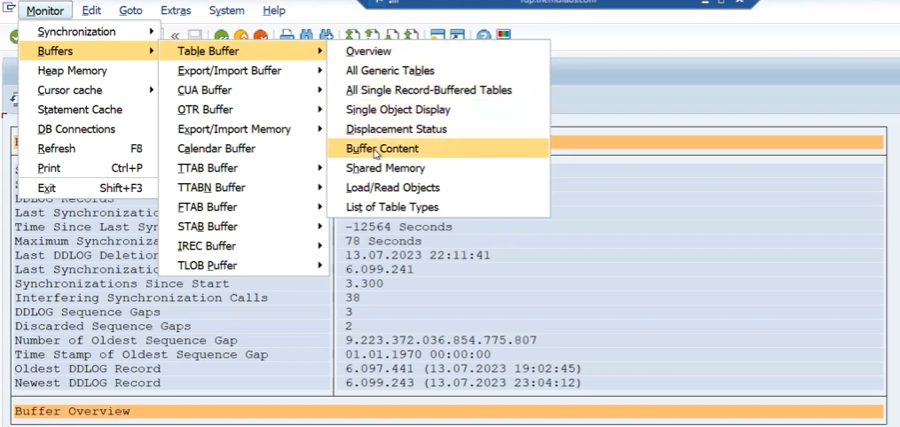 Monitor Edit Goto Extras System Help
Synchronization
Buffers
Heap Memory
Cursor cache
Statement Cache
DB Connections
Refresh F8
Print Ctrl+P
Exit Shift+F3
Table Buffer
Export/Import Buffer
CUA Buffer
OTR Buffer
Export/Import Memory
Calendar Buffer
TTAB Buffer
TTABN Buffer
FTAB Buffer
STAB Buffer
IREC Buffer
TLOB Puffer
Overview
All Generic Tables
All Single Record-Buffered Tables
Single Object Display
Displacement Status
Buffer Content
Shared Memory
Load/Read Objects
List of Table Types
DDLOG Records
Last Synchronizatio
Time Since Last Syn -12564 Seconds
Maximum Synchroniza 78 Seconds
Last DDLOG Deletion 13.07.2023 22:11:41
Last Synchronizatio 6.099.241
Synchronizations Since Start 3.300
Interfering Synchronization Calls 38
DDLOG Sequence Gaps 3
Discarded Sequence Gaps 2
Number of Oldest Sequence Gap 9.223.372.036.854.775.807
Time Stamp of Oldest Sequence Gap 01.01.1970 00:00:00
Oldest DDLOG Record 6.097.441 (13.07.2023 19:02:45)
Newest DDLOG Record 6.099.243 (13.07.2023 23:04:12)
Buffer Overview